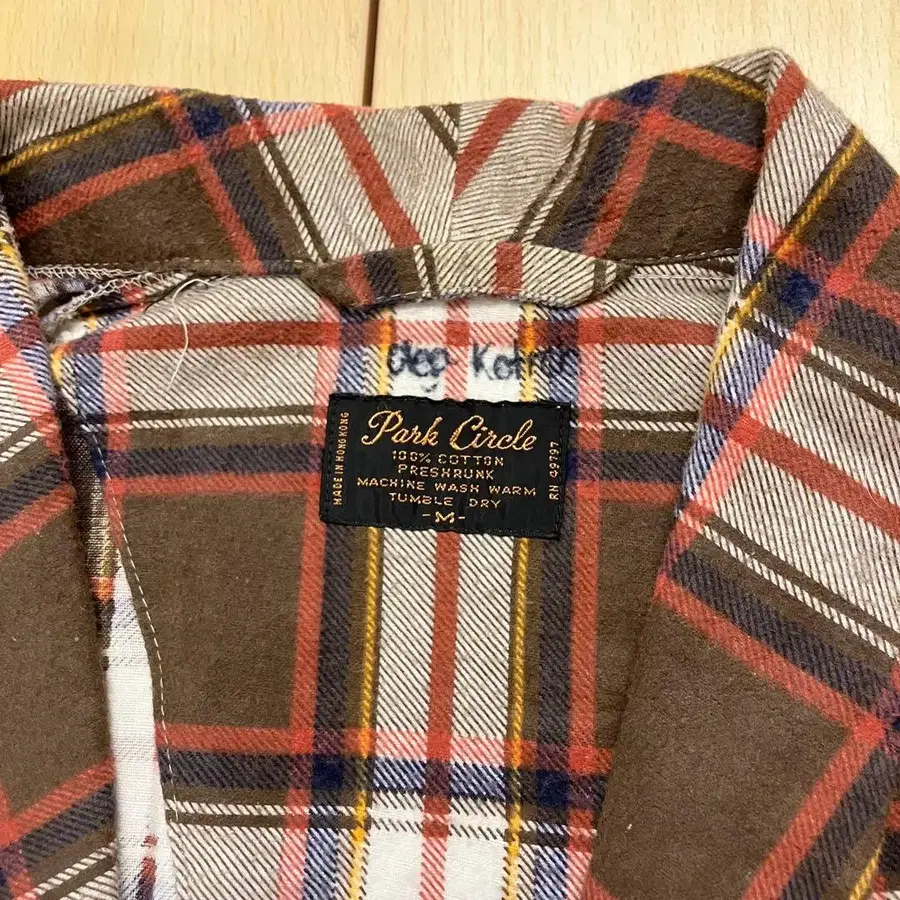 Park Circle
100% COTTON
PRESHRUNK
MACHINE WASH WARM
TUMBLE DRY
-M-
MADE IN HONG KONG
RN 49797